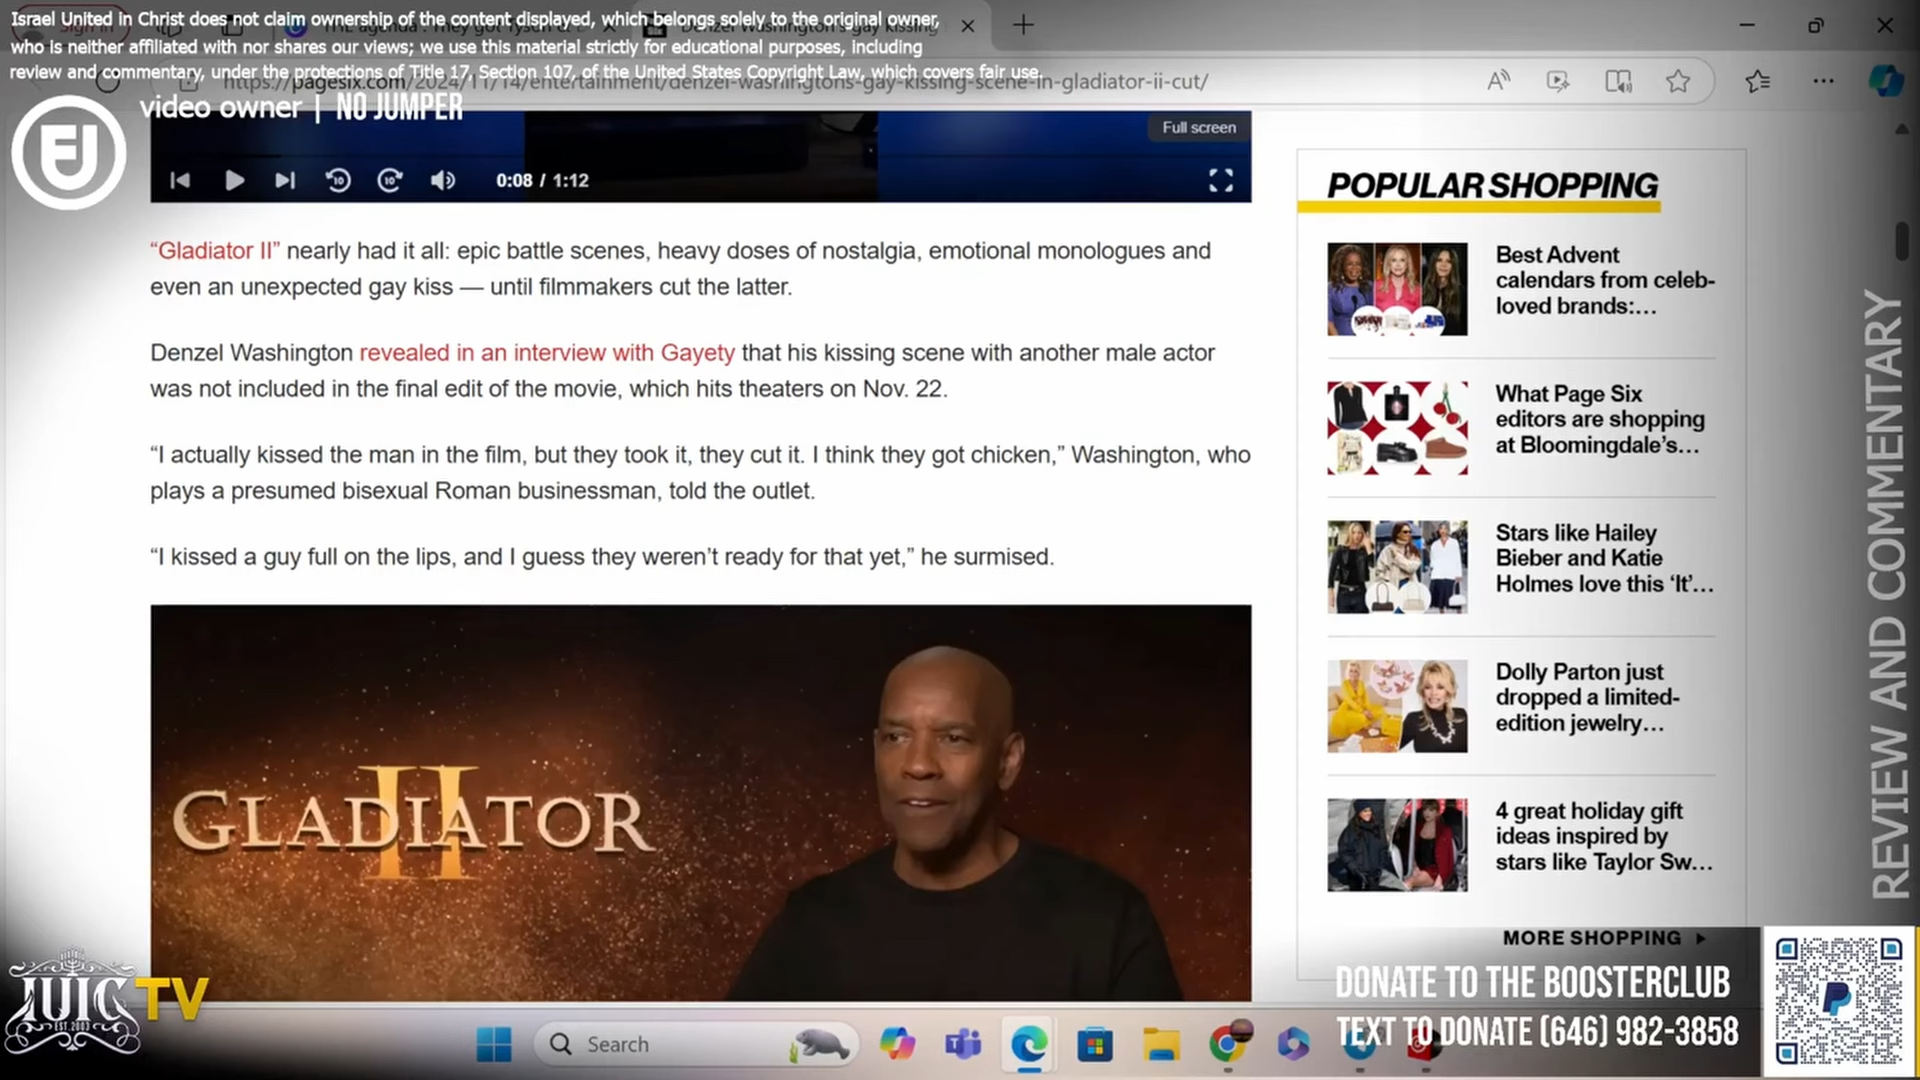 Israel United in Christ does not claim ownership of the content displayed, which belongs solely to the original owner,
who is neither affiliated with nor shares our views; we use this material strictly for educational purposes, including
review and commentary, under the protections of Title 17, Section 107, of the United States Copyright Law, which covers fair use.
https://pagesix.com/2024/11/14/entertainment/denzel-washingtons-gay-kissing-scene-in-gladiator-ii-cut/
video owner | NO JUMPER
Full screen
0:08 / 1:12
“Gladiator II” nearly had it all: epic battle scenes, heavy doses of nostalgia, emotional monologues and
even an unexpected gay kiss — until filmmakers cut the latter.
Denzel Washington revealed in an interview with Gayety that his kissing scene with another male actor
was not included in the final edit of the movie, which hits theaters on Nov. 22.
“I actually kissed the man in the film, but they took it, they cut it. I think they got chicken,” Washington, who
plays a presumed bisexual Roman businessman, told the outlet.
“I kissed a guy full on the lips, and I guess they weren’t ready for that yet,” he surmised.
GLADIATOR
II
POPULAR SHOPPING
Best Advent
calendars from celeb-
loved brands:…
What Page Six
editors are shopping
at Bloomingdale’s…
Stars like Hailey
Bieber and Katie
Holmes love this ‘It’…
Dolly Parton just
dropped a limited-
edition jewelry…
4 great holiday gift
ideas inspired by
stars like Taylor Sw…
MORE SHOPPING
REVIEW AND COMMENTARY
DONATE TO THE BOOSTERCLUB
TEXT TO DONATE (646) 982-3858
IUIC TV
EST. 2003
Search